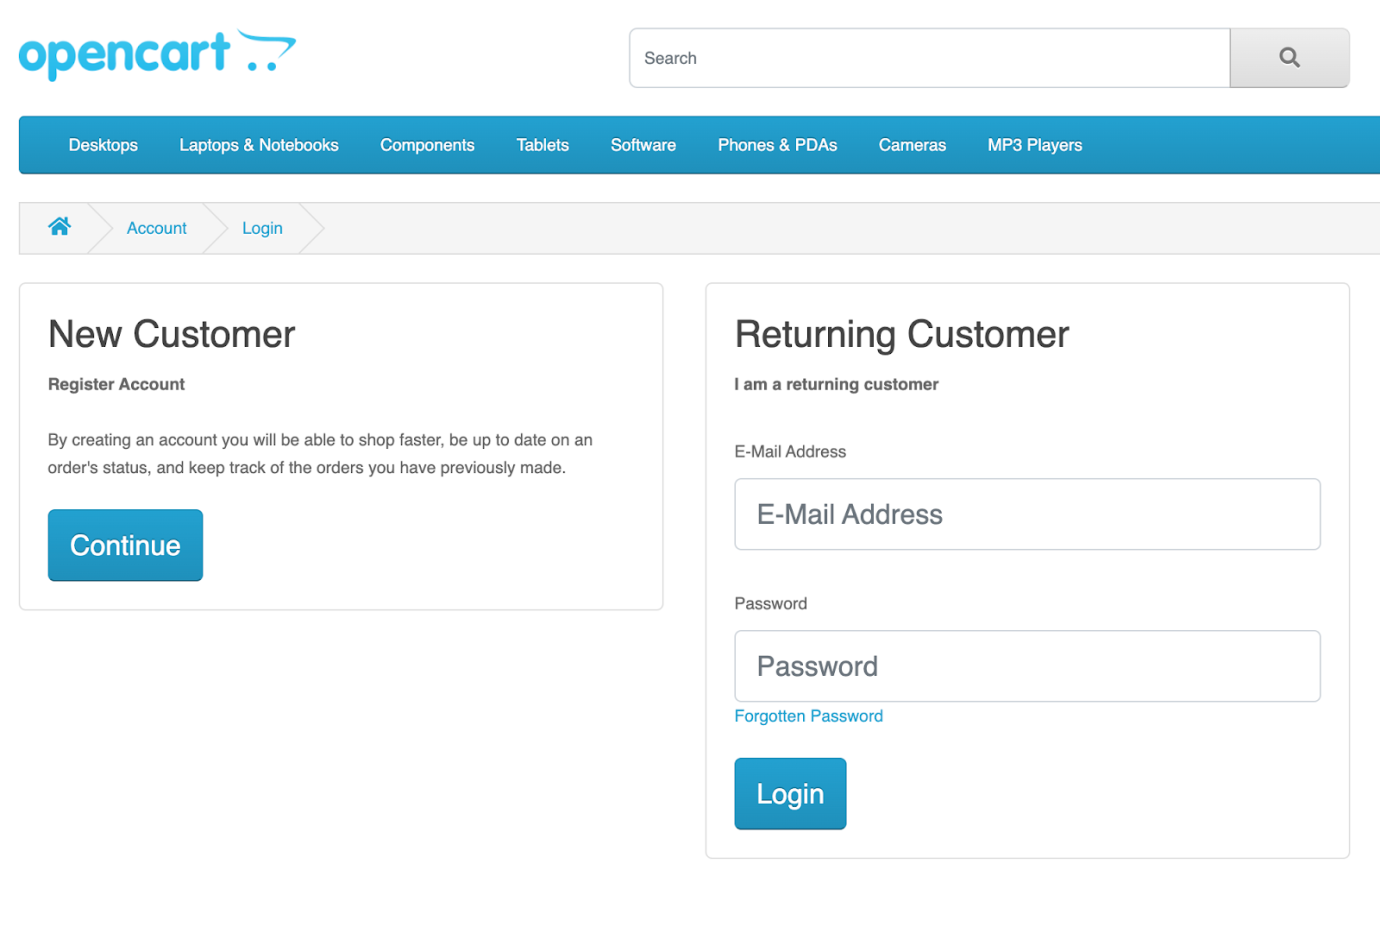 opencart
Search
Desktops Laptops & Notebooks Components Tablets Software Phones & PDAs Cameras MP3 Players
Account Login
New Customer
Register Account
By creating an account you will be able to shop faster, be up to date on an
order's status, and keep track of the orders you have previously made.
Continue
Returning Customer
I am a returning customer
E-Mail Address
E-Mail Address
Password
Password
Forgotten Password
Login